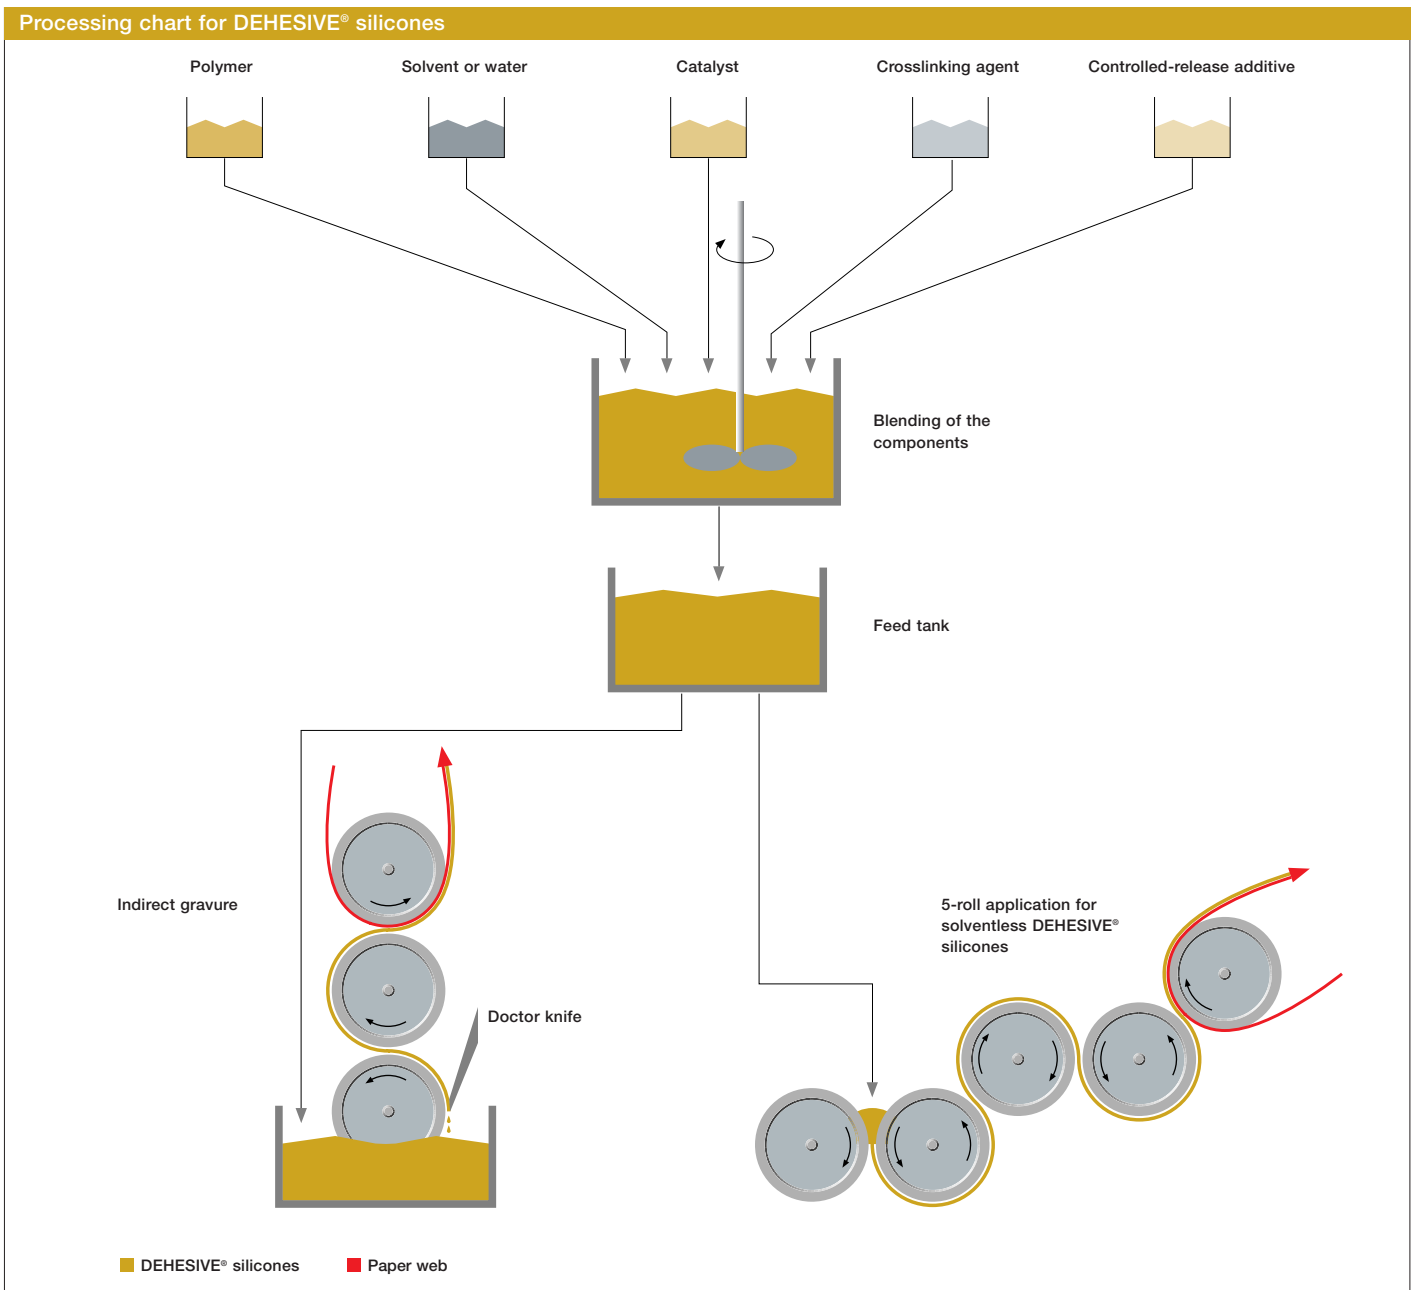 Processing chart for DEHESIVE® silicones
Polymer
Solvent or water
Catalyst
Crosslinking agent
Controlled-release additive
Blending of the
components
Feed tank
Indirect gravure
5-roll application for
solventless DEHESIVE®
silicones
Doctor knife
DEHESIVE® silicones
Paper web